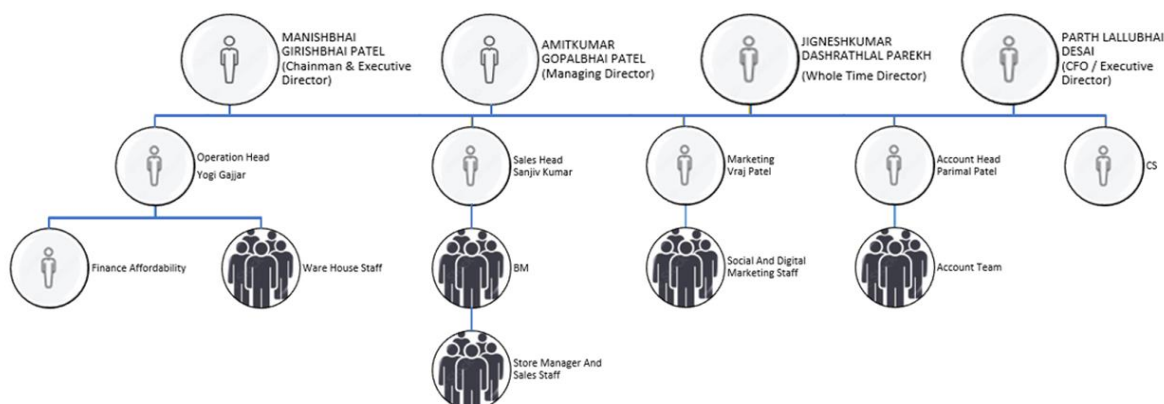 MANISHBHAI
GIRISHBHAI PATEL
(Chairman & Executive
Director)
AMITKUMAR
GOPALBHAI PATEL
(Managing Director)
JIGNESHKUMAR
DASHRATHLAL PAREKH
(Whole Time Director)
PARTH LALLUBHAI
DESAI
(CFO / Executive
Director)
Operation Head
Yogi Gajjar
Sales Head
Sanjiv Kumar
Marketing
Vraj Patel
Account Head
Parimal Patel
CS
Finance Affordability
Ware House Staff
BM
Social And Digital
Marketing Staff
Account Team
Store Manager And
Sales Staff